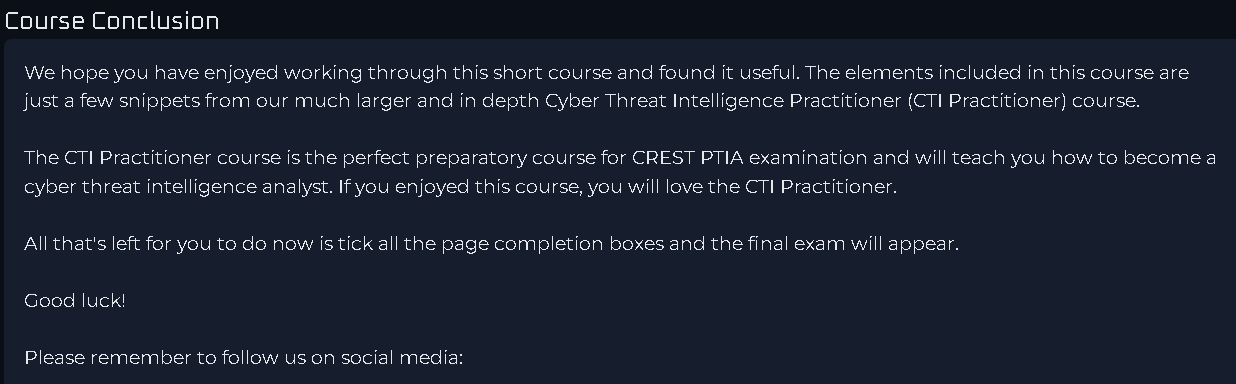 Course Conclusion
We hope you have enjoyed working through this short course and found it useful. The elements included in this course are
just a few snippets from our much larger and in depth Cyber Threat Intelligence Practitioner (CTI Practitioner) course.
The CTI Practitioner course is the perfect preparatory course for CREST PTIA examination and will teach you how to become a
cyber threat intelligence analyst. If you enjoyed this course, you will love the CTI Practitioner.
All that's left for you to do now is tick all the page completion boxes and the final exam will appear.
Good luck!
Please remember to follow us on social media: